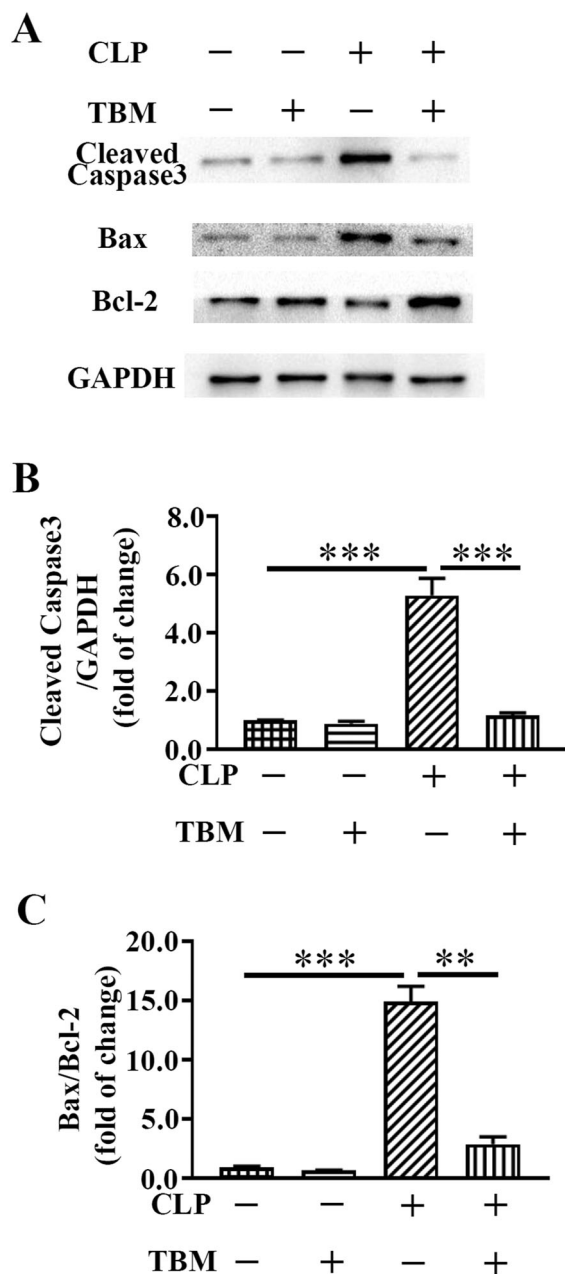 A
CLP − − + +
TBM − + − +
Cleaved
Caspase3
Bax
Bcl-2
GAPDH
B
Cleaved Caspase3
/GAPDH
(fold of change)
8.0
6.0
4.0
2.0
0.0
*** ***
CLP − − + +
TBM − + − +
C
Bax/Bcl-2
(fold of change)
20.0
15.0
10.0
5.0
0.0
*** **
CLP − − + +
TBM − + − +